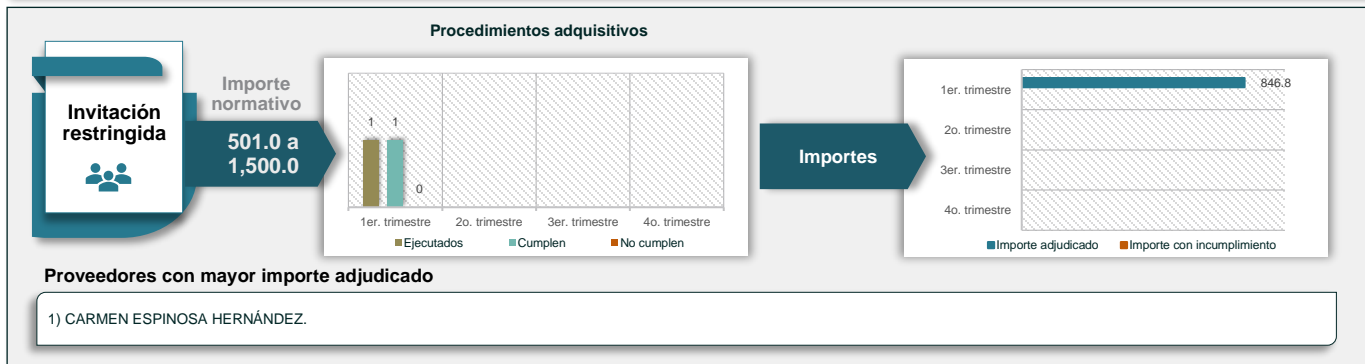 Procedimientos adquisitivos
Invitación
restringida
Importe
normativo
501.0 a
1,500.0
1
1
0
1er. trimestre
2o. trimestre
3er. trimestre
4o. trimestre
Ejecutados
Cumplen
No cumplen
Importes
1er. trimestre
846.8
2o. trimestre
3er. trimestre
4o. trimestre
Importe adjudicado
Importe con incumplimiento
Proveedores con mayor importe adjudicado
1) CARMEN ESPINOSA HERNÁNDEZ.